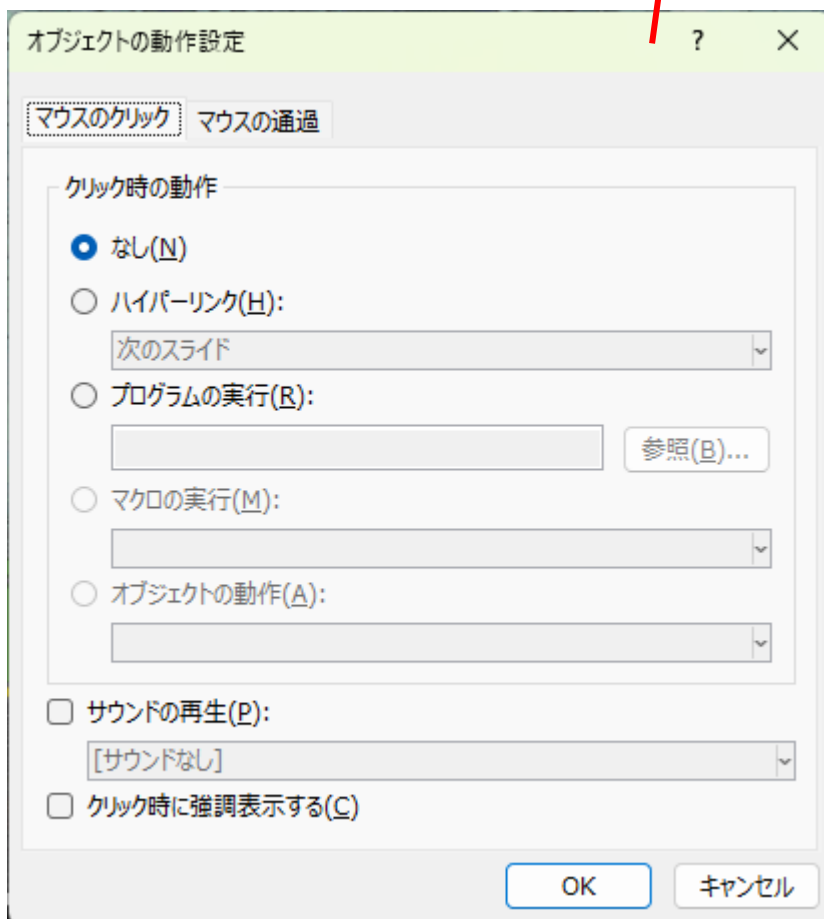 オブジェクトの動作設定 ?
マウスのクリック マウスの通過
クリック時の動作
なし(N)
ハイパーリンク(H):
次のスライド
プログラムの実行(R):
参照(B)...
マクロの実行(M):
オブジェクトの動作(A):
サウンドの再生(P):
[サウンドなし]
クリック時に強調表示する(C)
OK キャンセル